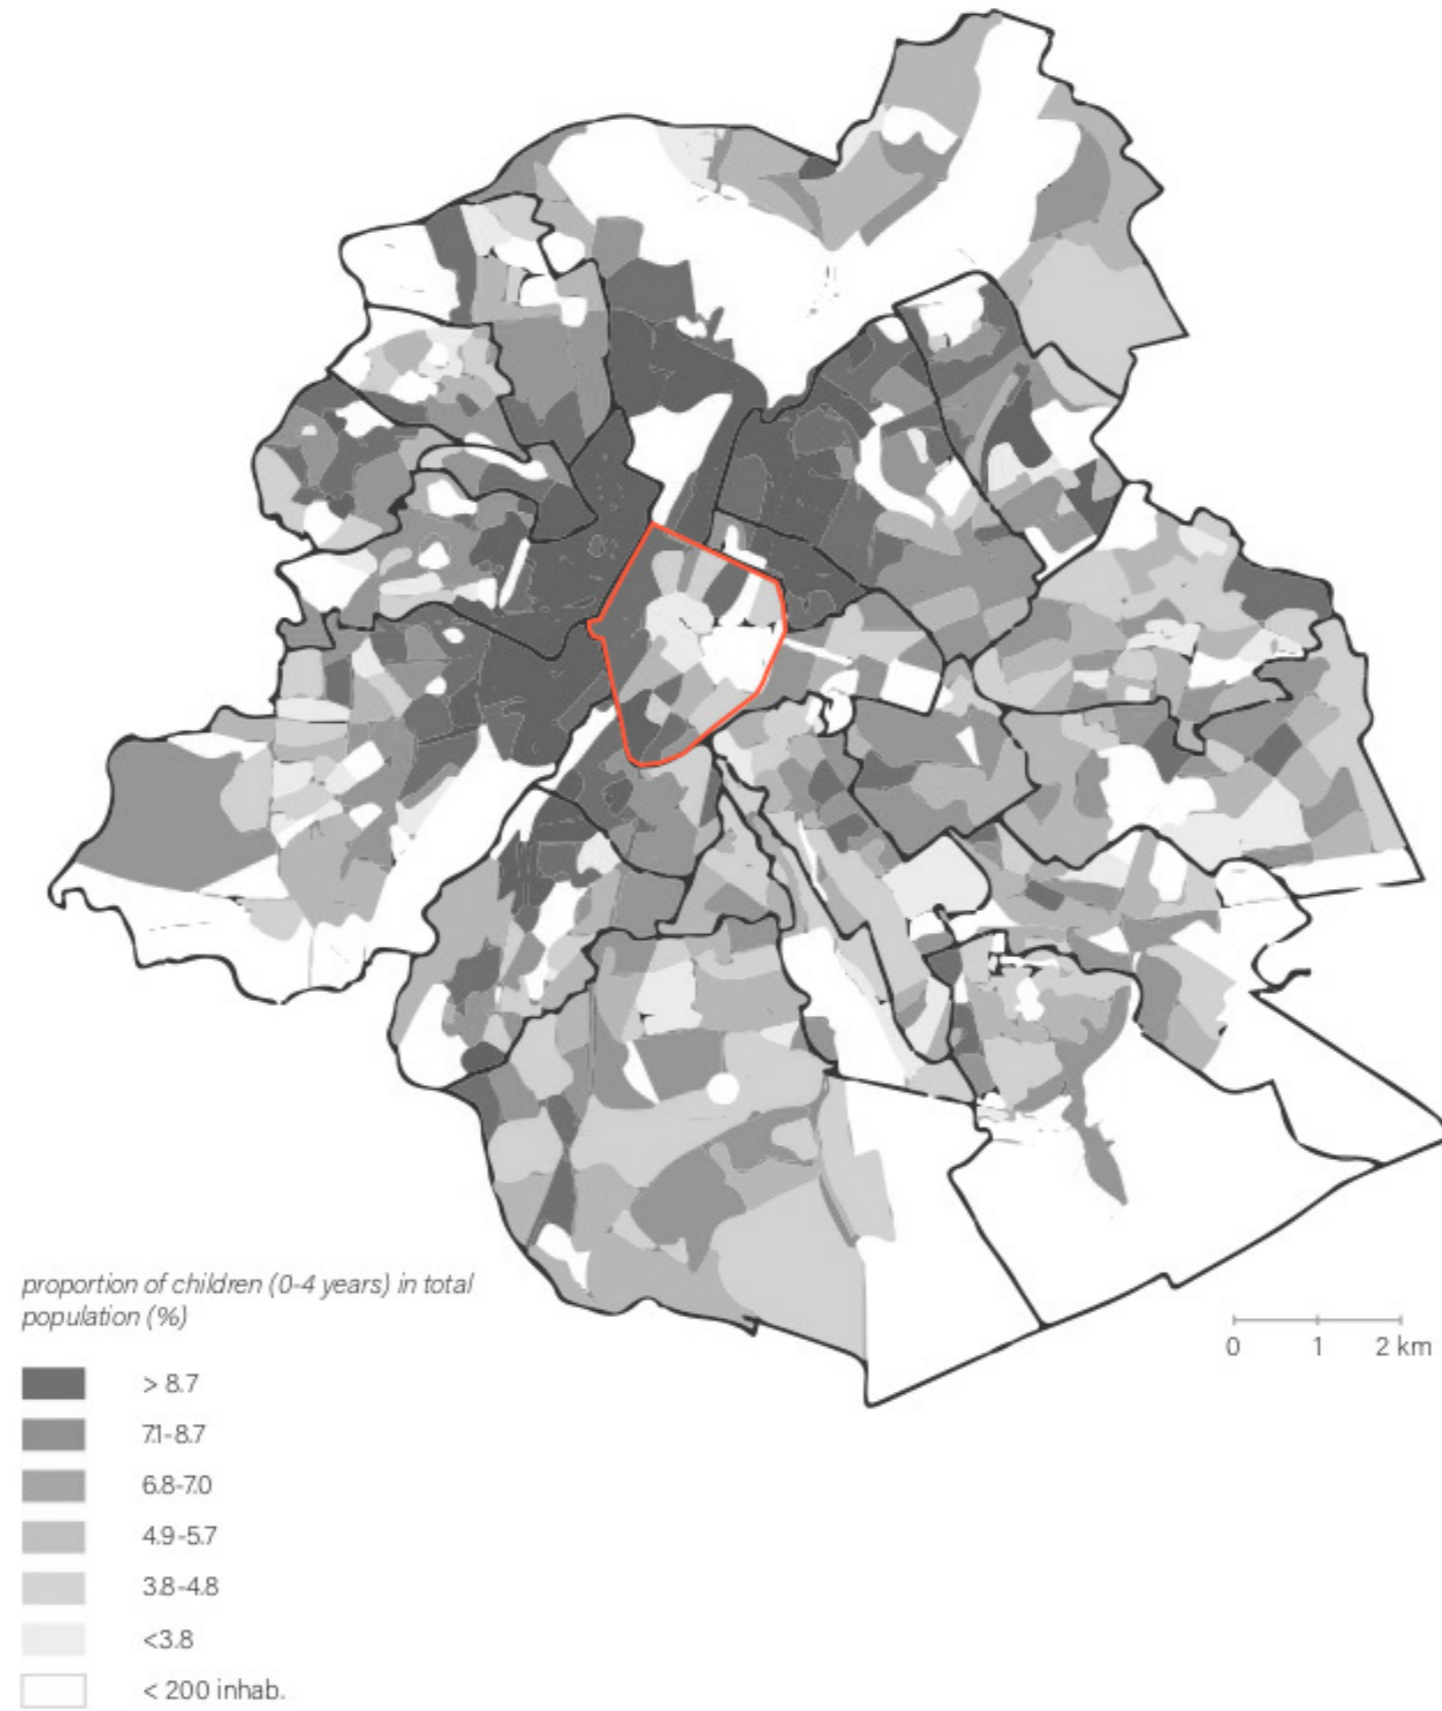 proportion of children (0-4 years) in total
population (%)
> 8.7
7.1-8.7
6.8-7.0
4.9-5.7
3.8-4.8
<3.8
< 200 inhab.
0 1 2 km